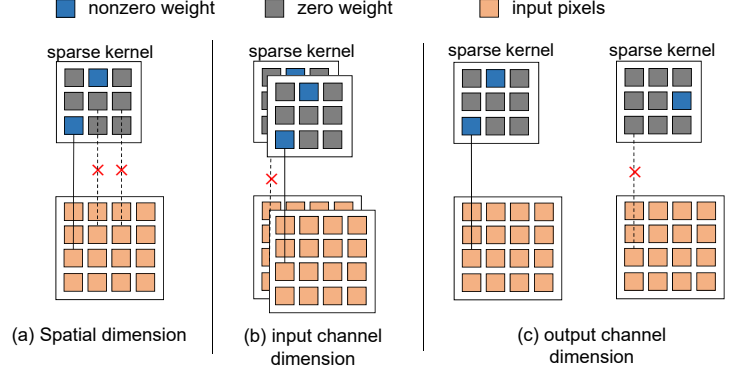 nonzero weight
zero weight
input pixels
sparse kernel
sparse kernel
sparse kernel
sparse kernel
(a) Spatial dimension
(b) input channel
dimension
(c) output channel
dimension